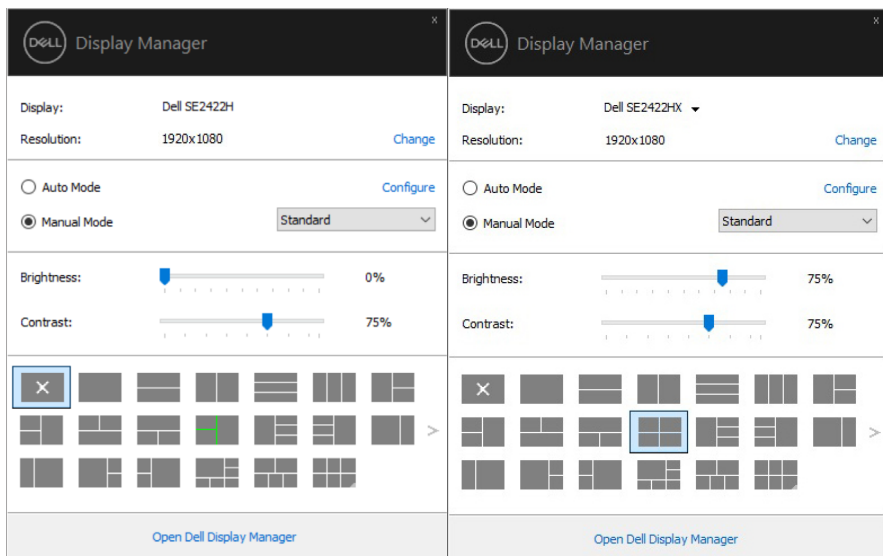 DELL Display Manager x
Display: Dell SE2422H
Resolution: 1920x1080 Change
Auto Mode Configure
Manual Mode Standard
Brightness: 0%
Contrast: 75%
Open Dell Display Manager
DELL Display Manager x
Display: Dell SE2422HX
Resolution: 1920x1080 Change
Auto Mode Configure
Manual Mode Standard
Brightness: 75%
Contrast: 75%
Open Dell Display Manager